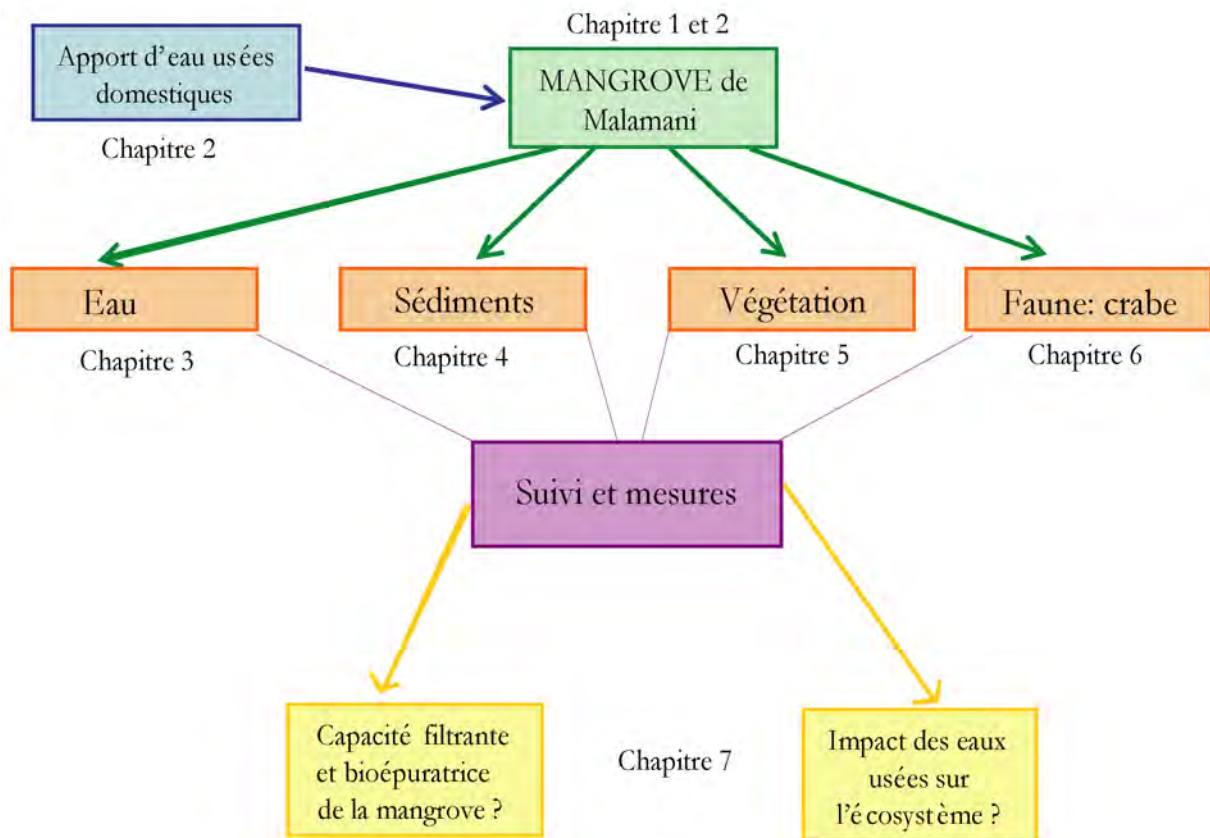 Chapitre 1 et 2
Apport d'eau usées
domestiques
MANGROVE de
Malamani
Chapitre 2
Eau
Sédiments
Végétation
Faune: crabe
Chapitre 3
Chapitre 4
Chapitre 5
Chapitre 6
Suivi et mesures
Capacité filtrante
et bioépuratrice
de la mangrove ?
Chapitre 7
Impact des eaux
usées sur
l'écosystème ?